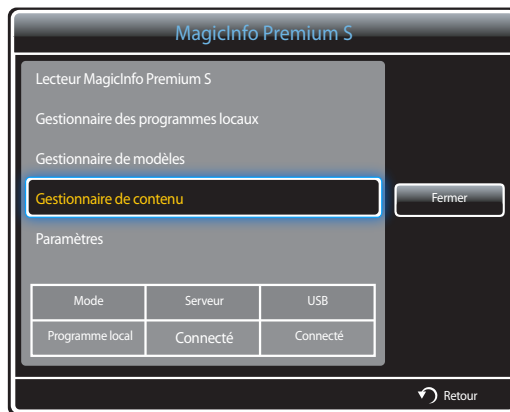 MagicInfo Premium S
Lecteur MagicInfo Premium S
Gestionnaire des programmes locaux
Gestionnaire de modèles
Gestionnaire de contenu
Fermer
Paramètres
Mode Serveur USB
Programme local Connecté Connecté
Retour